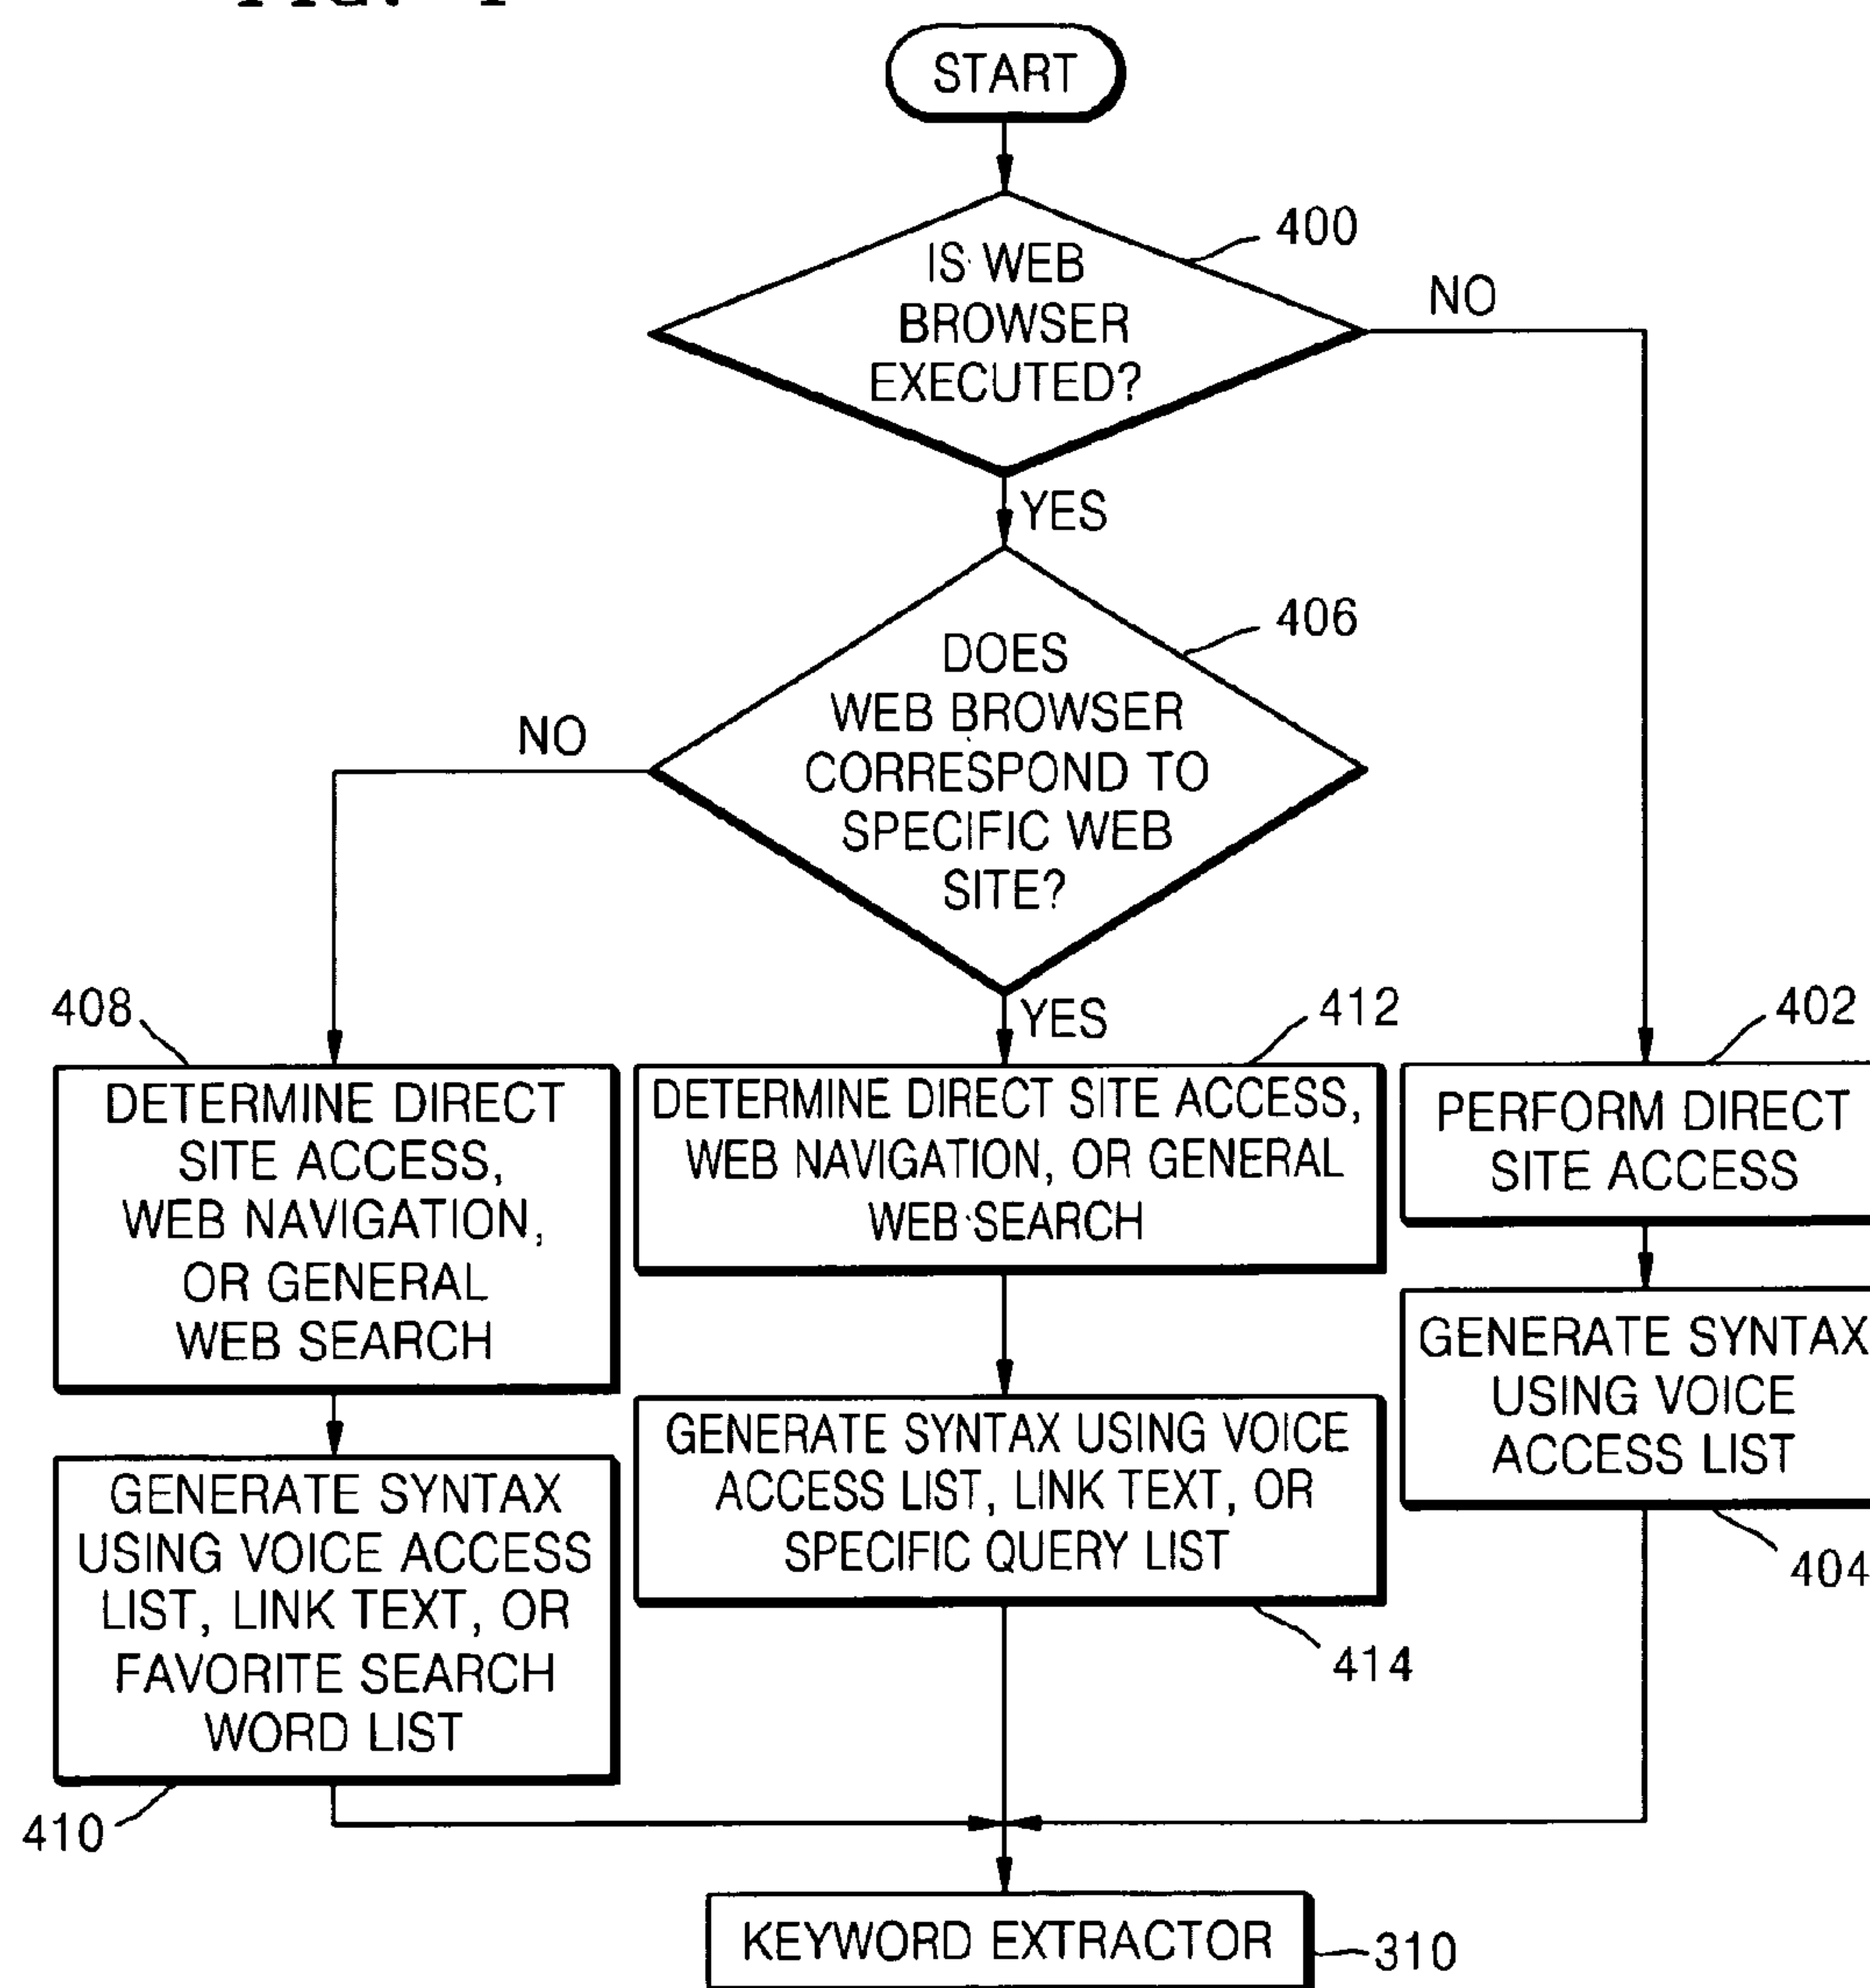 START
400
IS WEB
BROWSER
EXECUTED?
NO
YES
406
DOES
WEB BROWSER
CORRESPOND TO
SPECIFIC WEB
SITE?
NO
YES
408
DETERMINE DIRECT
SITE ACCESS,
WEB NAVIGATION,
OR GENERAL
WEB SEARCH
412
DETERMINE DIRECT SITE ACCESS,
WEB NAVIGATION, OR GENERAL
WEB SEARCH
402
PERFORM DIRECT
SITE ACCESS
GENERATE SYNTAX
USING VOICE
ACCESS LIST
404
GENERATE SYNTAX USING VOICE
ACCESS LIST, LINK TEXT, OR
SPECIFIC QUERY LIST
414
GENERATE SYNTAX
USING VOICE ACCESS
LIST, LINK TEXT, OR
FAVORITE SEARCH
WORD LIST
410
KEYWORD EXTRACTOR
310